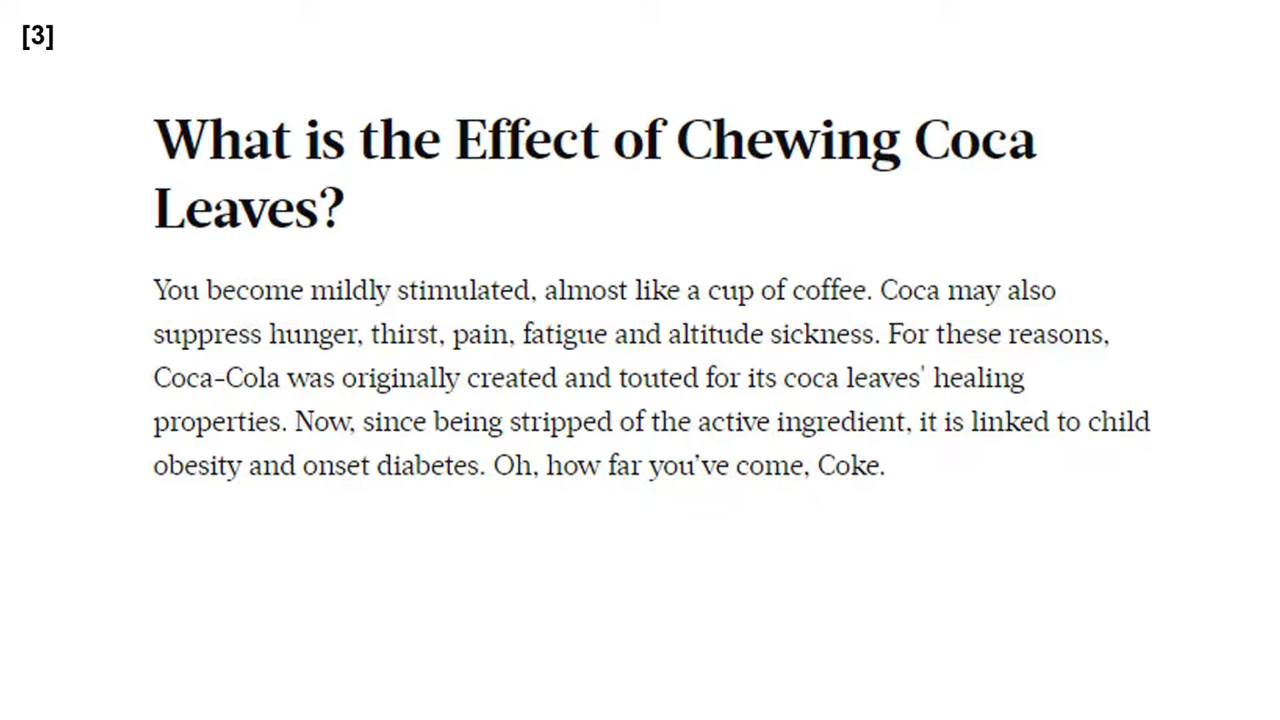 [3]
What is the Effect of Chewing Coca
Leaves?
You become mildly stimulated, almost like a cup of coffee. Coca may also
suppress hunger, thirst, pain, fatigue and altitude sickness. For these reasons,
Coca-Cola was originally created and touted for its coca leaves' healing
properties. Now, since being stripped of the active ingredient, it is linked to child
obesity and onset diabetes. Oh, how far you’ve come, Coke.